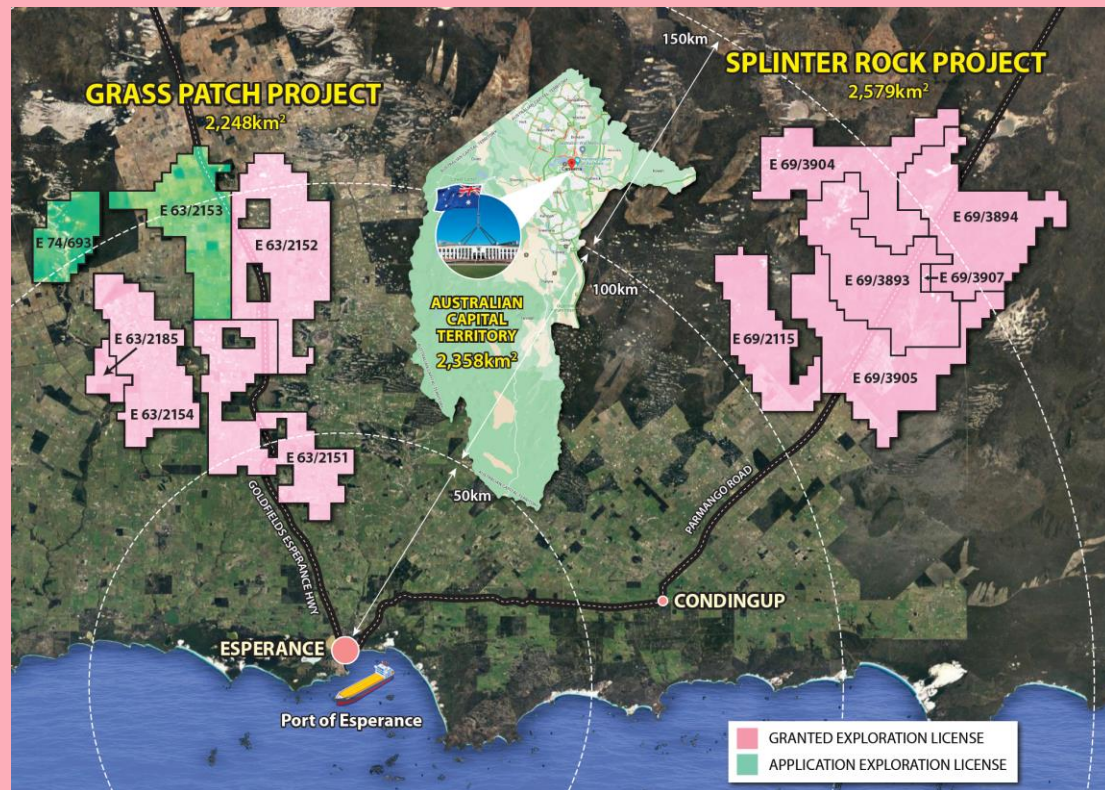 150km
GRASS PATCH PROJECT
2,248km²
SPLINTER ROCK PROJECT
2,579km²
E 74/693
E 63/2153
E 63/2152
E 63/2185
E 63/2154
E 63/2151
AUSTRALIAN
CAPITAL
TERRITORY
2,358km²
100km
50km
E 69/3904
E 69/3894
E 69/3893
E 69/3907
E 69/2115
E 69/3905
GOLDFIELDS ESPERANCE HWY
PARMANGO ROAD
CONDINGUP
ESPERANCE
Port of Esperance
GRANTED EXPLORATION LICENSE
APPLICATION EXPLORATION LICENSE